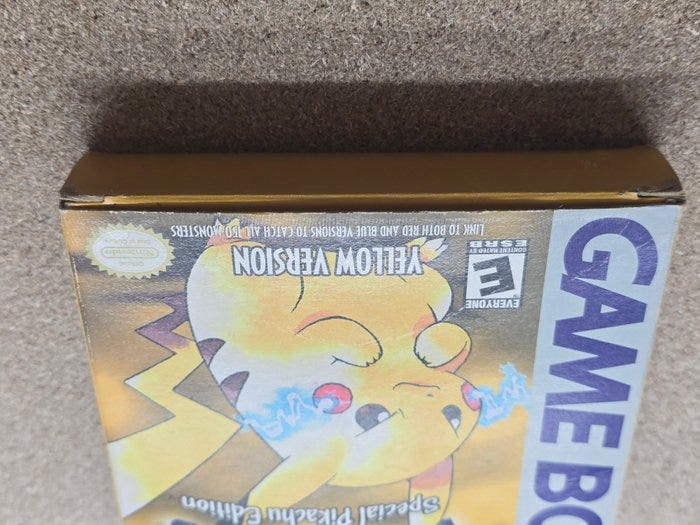 GAME BO
Special Pikachu Edition
EVERYONE
E
CONTENT RATED BY
ESRB
YELLOW VERSION
LINK TO BOTH RED AND BLUE VERSIONS TO CATCH ALL 150 MONSTERS
Nintendo